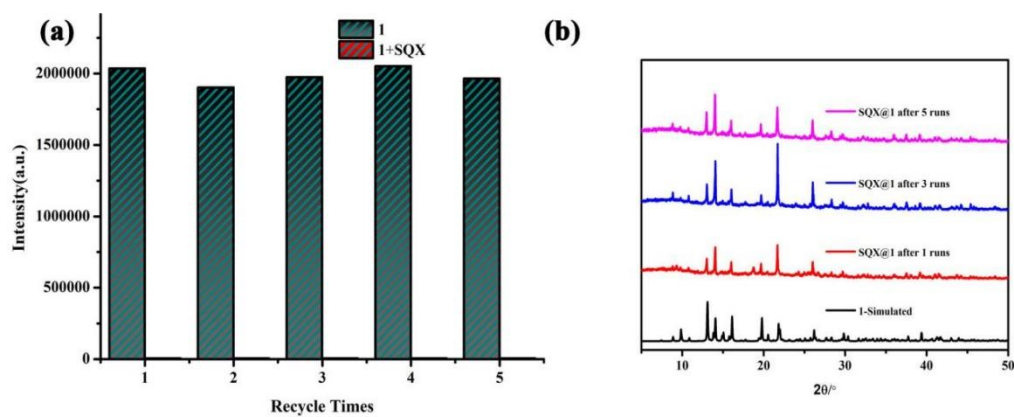 (a)
1
1+SQX
2000000
1500000
1000000
500000
0
Intensity(a.u.)
1 2 3 4 5
Recycle Times
(b)
SQX@1 after 5 runs
SQX@1 after 3 runs
SQX@1 after 1 runs
1-Simulated
10 20 30 40 50
2θ/°